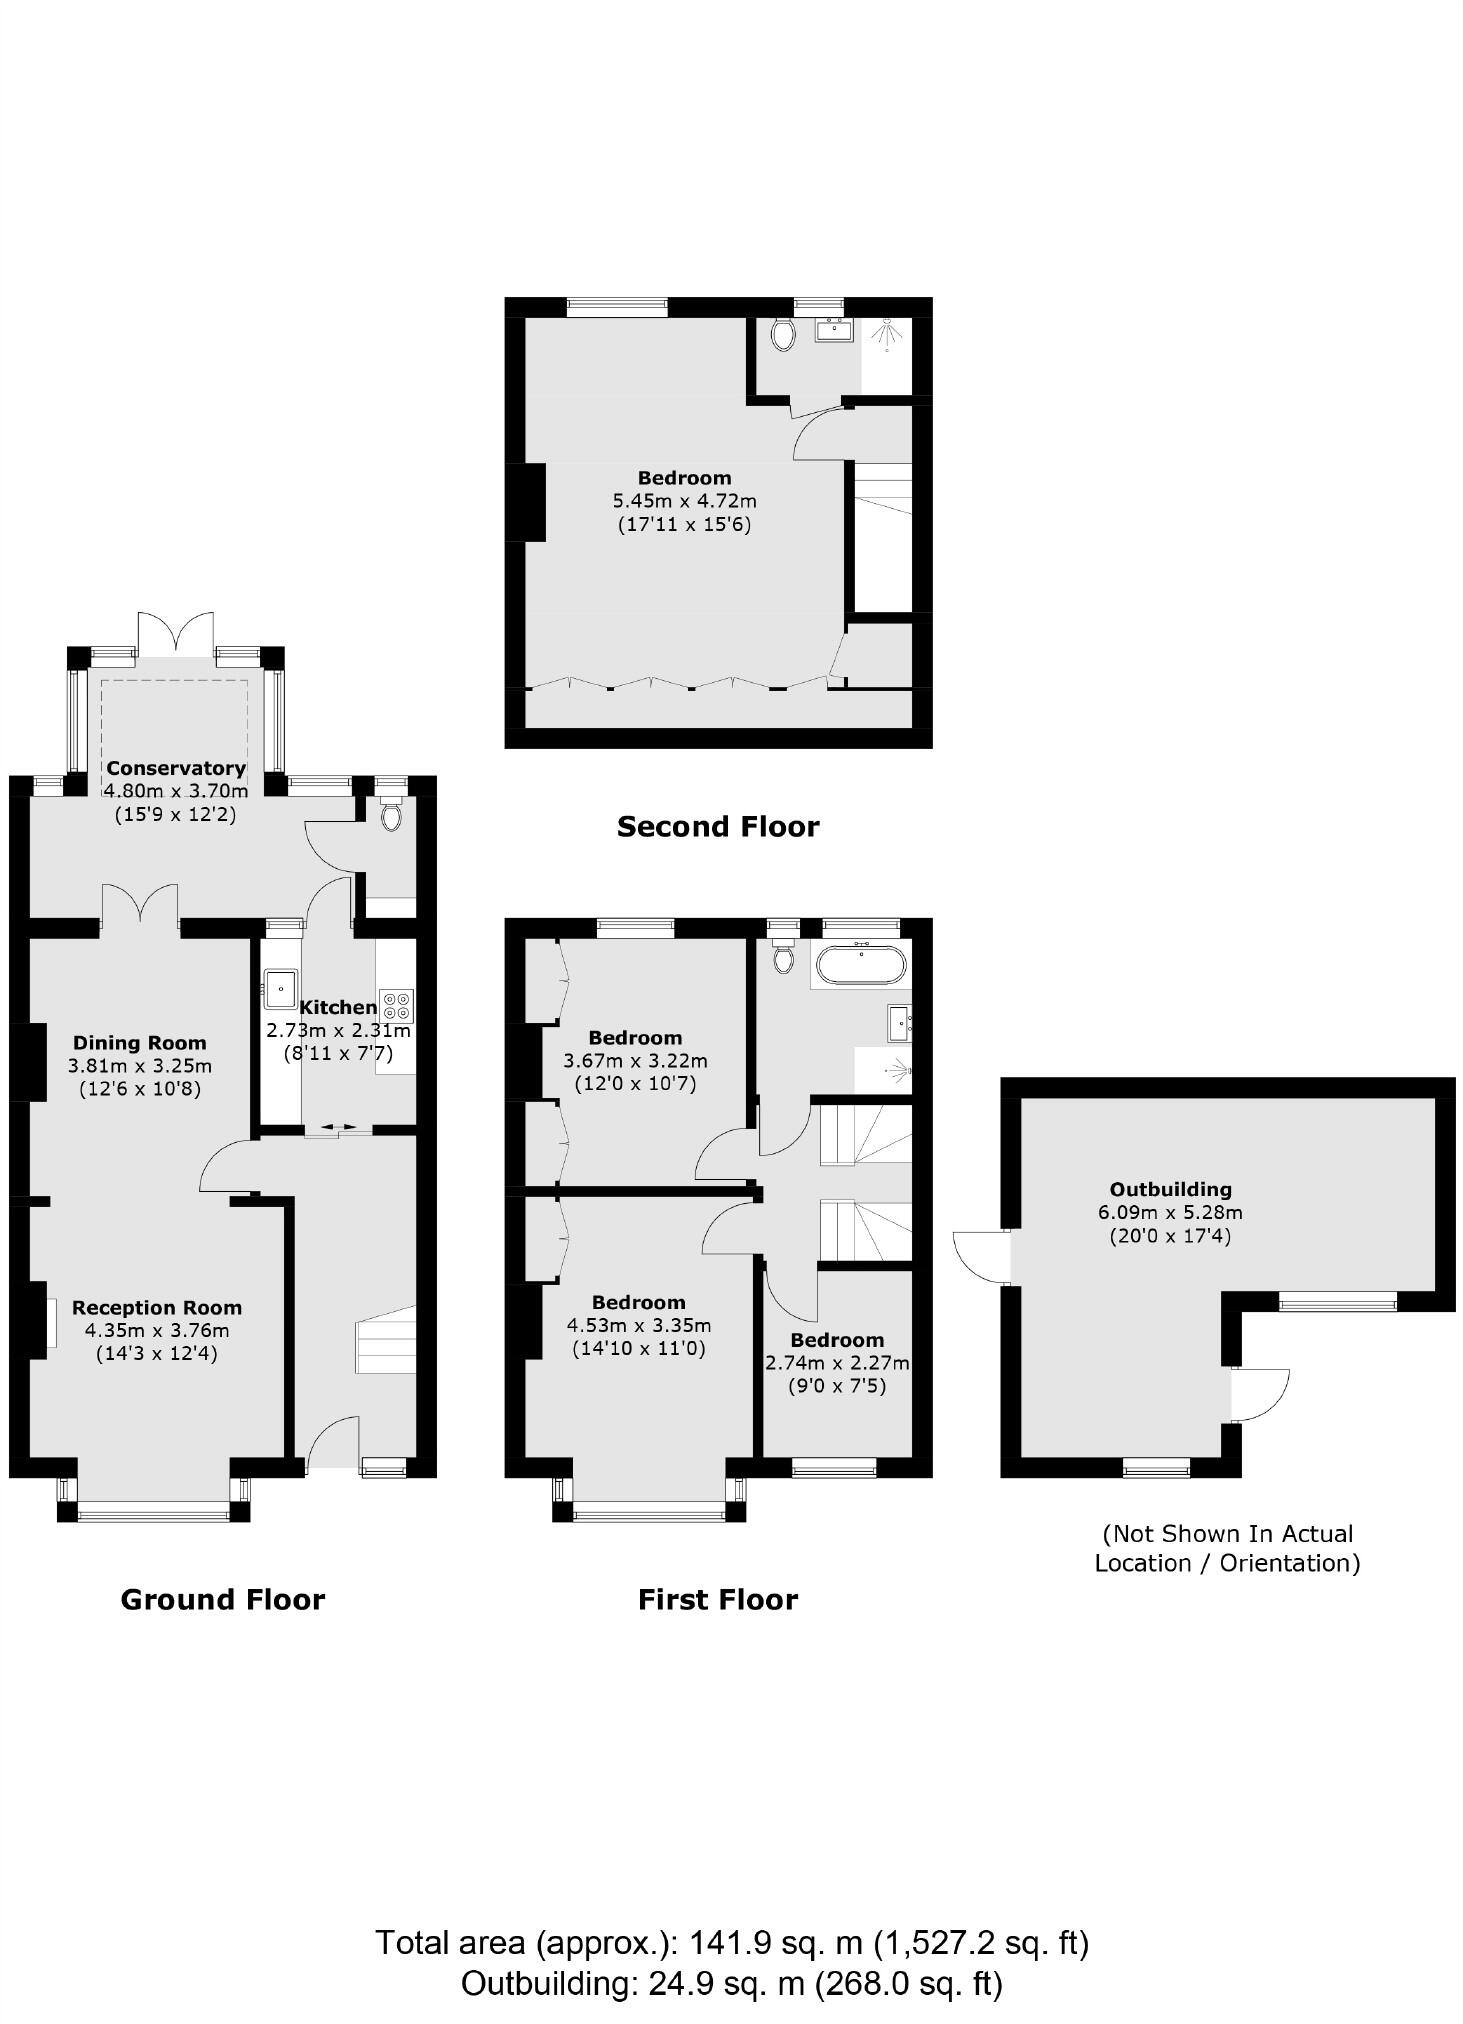 Bedroom
5.45m x 4.72m
(17'11 x 15'6)
Second Floor
Conservatory
4.80m x 3.70m
(15'9 x 12'2)
Kitchen
2.73m x 2.31m
(8'11 x 7'7)
Dining Room
3.81m x 3.25m
(12'6 x 10'8)
Reception Room
4.35m x 3.76m
(14'3 x 12'4)
Ground Floor
Bedroom
3.67m x 3.22m
(12'0 x 10'7)
Bedroom
4.53m x 3.35m
(14'10 x 11'0)
Bedroom
2.74m x 2.27m
(9'0 x 7'5)
First Floor
Outbuilding
6.09m x 5.28m
(20'0 x 17'4)
(Not Shown In Actual
Location / Orientation)
Total area (approx.): 141.9 sq. m (1,527.2 sq. ft)
Outbuilding: 24.9 sq. m (268.0 sq. ft)